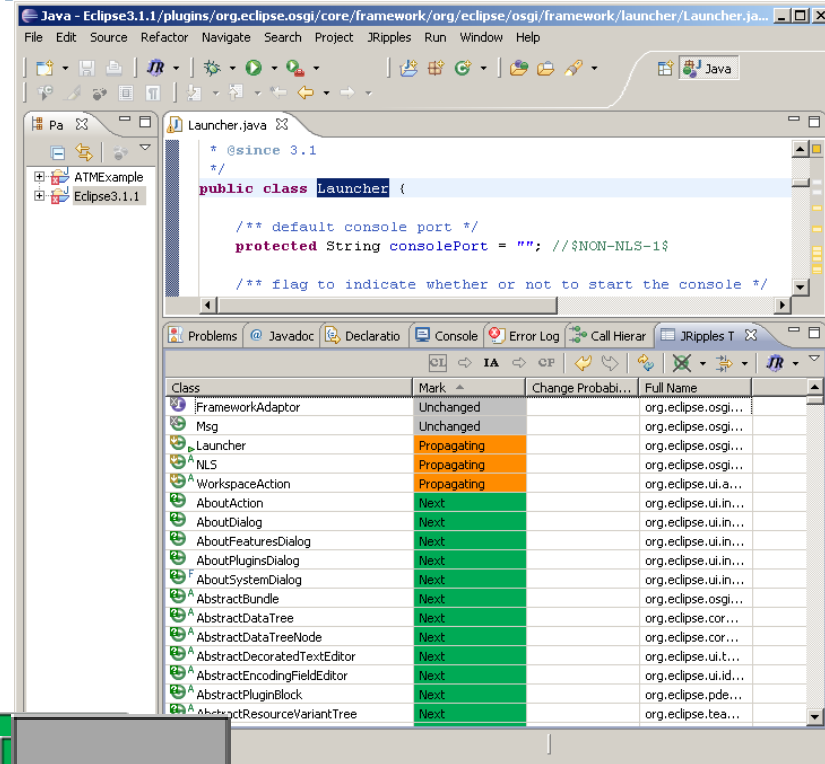 Java - Eclipse3.1.1/plugins/org.eclipse.osgi/core/framework/org/eclipse/osgi/framework/launcher/Launcher.ja...
File Edit Source Refactor Navigate Search Project JRipples Run Window Help
JR
Java
Pa
Launcher.java
ATMExample
Eclipse3.1.1
* @since 3.1
*/
public class Launcher {
/** default console port */
protected String consolePort = ""; //$NON-NLS-1$
/** flag to indicate whether or not to start the console */
Problems @ Javadoc Declaratio Console Error Log Call Hierar JRipples T
CL IA CP JR
Class Mark Change Probabi... Full Name
FrameworkAdaptor Unchanged org.eclipse.osgi...
Msg Unchanged org.eclipse.osgi...
Launcher Propagating org.eclipse.osgi...
A NLS Propagating org.eclipse.osgi...
A WorkspaceAction Propagating org.eclipse.ui.a...
AboutAction Next org.eclipse.ui.in...
AboutDialog Next org.eclipse.ui.in...
AboutFeaturesDialog Next org.eclipse.ui.in...
AboutPluginsDialog Next org.eclipse.ui.in...
F AboutSystemDialog Next org.eclipse.ui.in...
A AbstractBundle Next org.eclipse.osgi...
A AbstractDataTree Next org.eclipse.cor...
A AbstractDataTreeNode Next org.eclipse.cor...
A AbstractDecoratedTextEditor Next org.eclipse.ui.t...
A AbstractEncodingFieldEditor Next org.eclipse.ui.id...
A AbstractPluginBlock Next org.eclipse.pde...
A AbstractResourceVariantTree Next org.eclipse.tea...